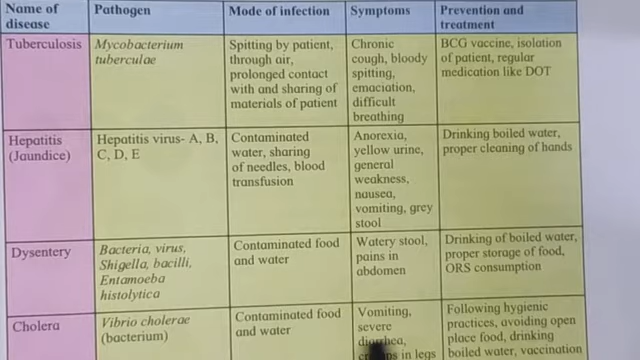 Name of disease
Pathogen
Mode of infection
Symptoms
Prevention and treatment
Tuberculosis
Mycobacterium
tuberculae
Spitting by patient,
through air,
prolonged contact
with and sharing of
materials of patient
Chronic
cough, bloody
spitting,
emaciation,
difficult
breathing
BCG vaccine, isolation
of patient, regular
medication like DOT
Hepatitis
(Jaundice)
Hepatitis virus- A, B,
C, D, E
Contaminated
water, sharing
of needles, blood
transfusion
Anorexia,
yellow urine,
general
weakness,
nausea,
vomiting, grey
stool
Drinking boiled water,
proper cleaning of hands
Dysentery
Bacteria, virus,
Shigella, bacilli,
Entamoeba
histolytica
Contaminated food
and water
Watery stool,
pains in
abdomen
Drinking of boiled water,
proper storage of food,
ORS consumption
Cholera
Vibrio cholerae
(bacterium)
Contaminated food
and water
Vomiting,
severe
diarrhea,
in legs
Following hygienic
practices, avoiding open
place food, drinking
boiled water, vaccination